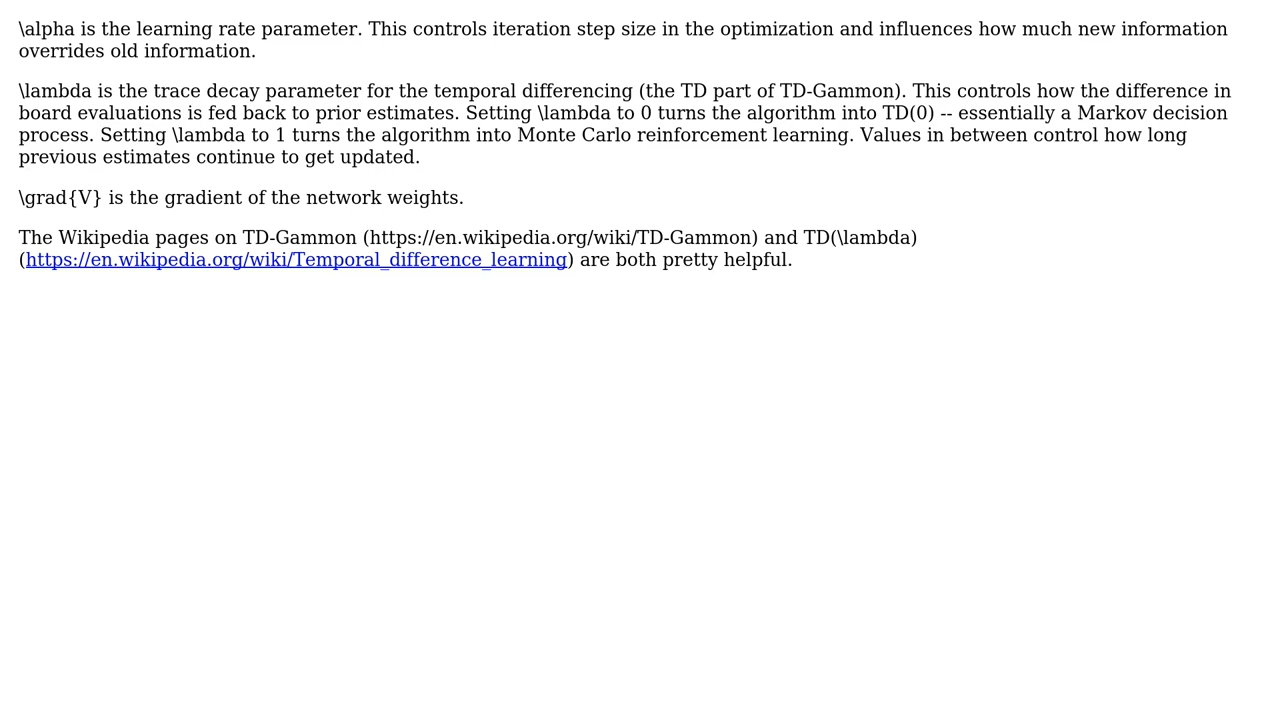 \alpha is the learning rate parameter. This controls iteration step size in the optimization and influences how much new information
overrides old information.
\lambda is the trace decay parameter for the temporal differencing (the TD part of TD-Gammon). This controls how the difference in
board evaluations is fed back to prior estimates. Setting \lambda to 0 turns the algorithm into TD(0) -- essentially a Markov decision
process. Setting \lambda to 1 turns the algorithm into Monte Carlo reinforcement learning. Values in between control how long
previous estimates continue to get updated.
\grad{V} is the gradient of the network weights.
The Wikipedia pages on TD-Gammon (https://en.wikipedia.org/wiki/TD-Gammon) and TD(\lambda)
(https://en.wikipedia.org/wiki/Temporal_difference_learning) are both pretty helpful.